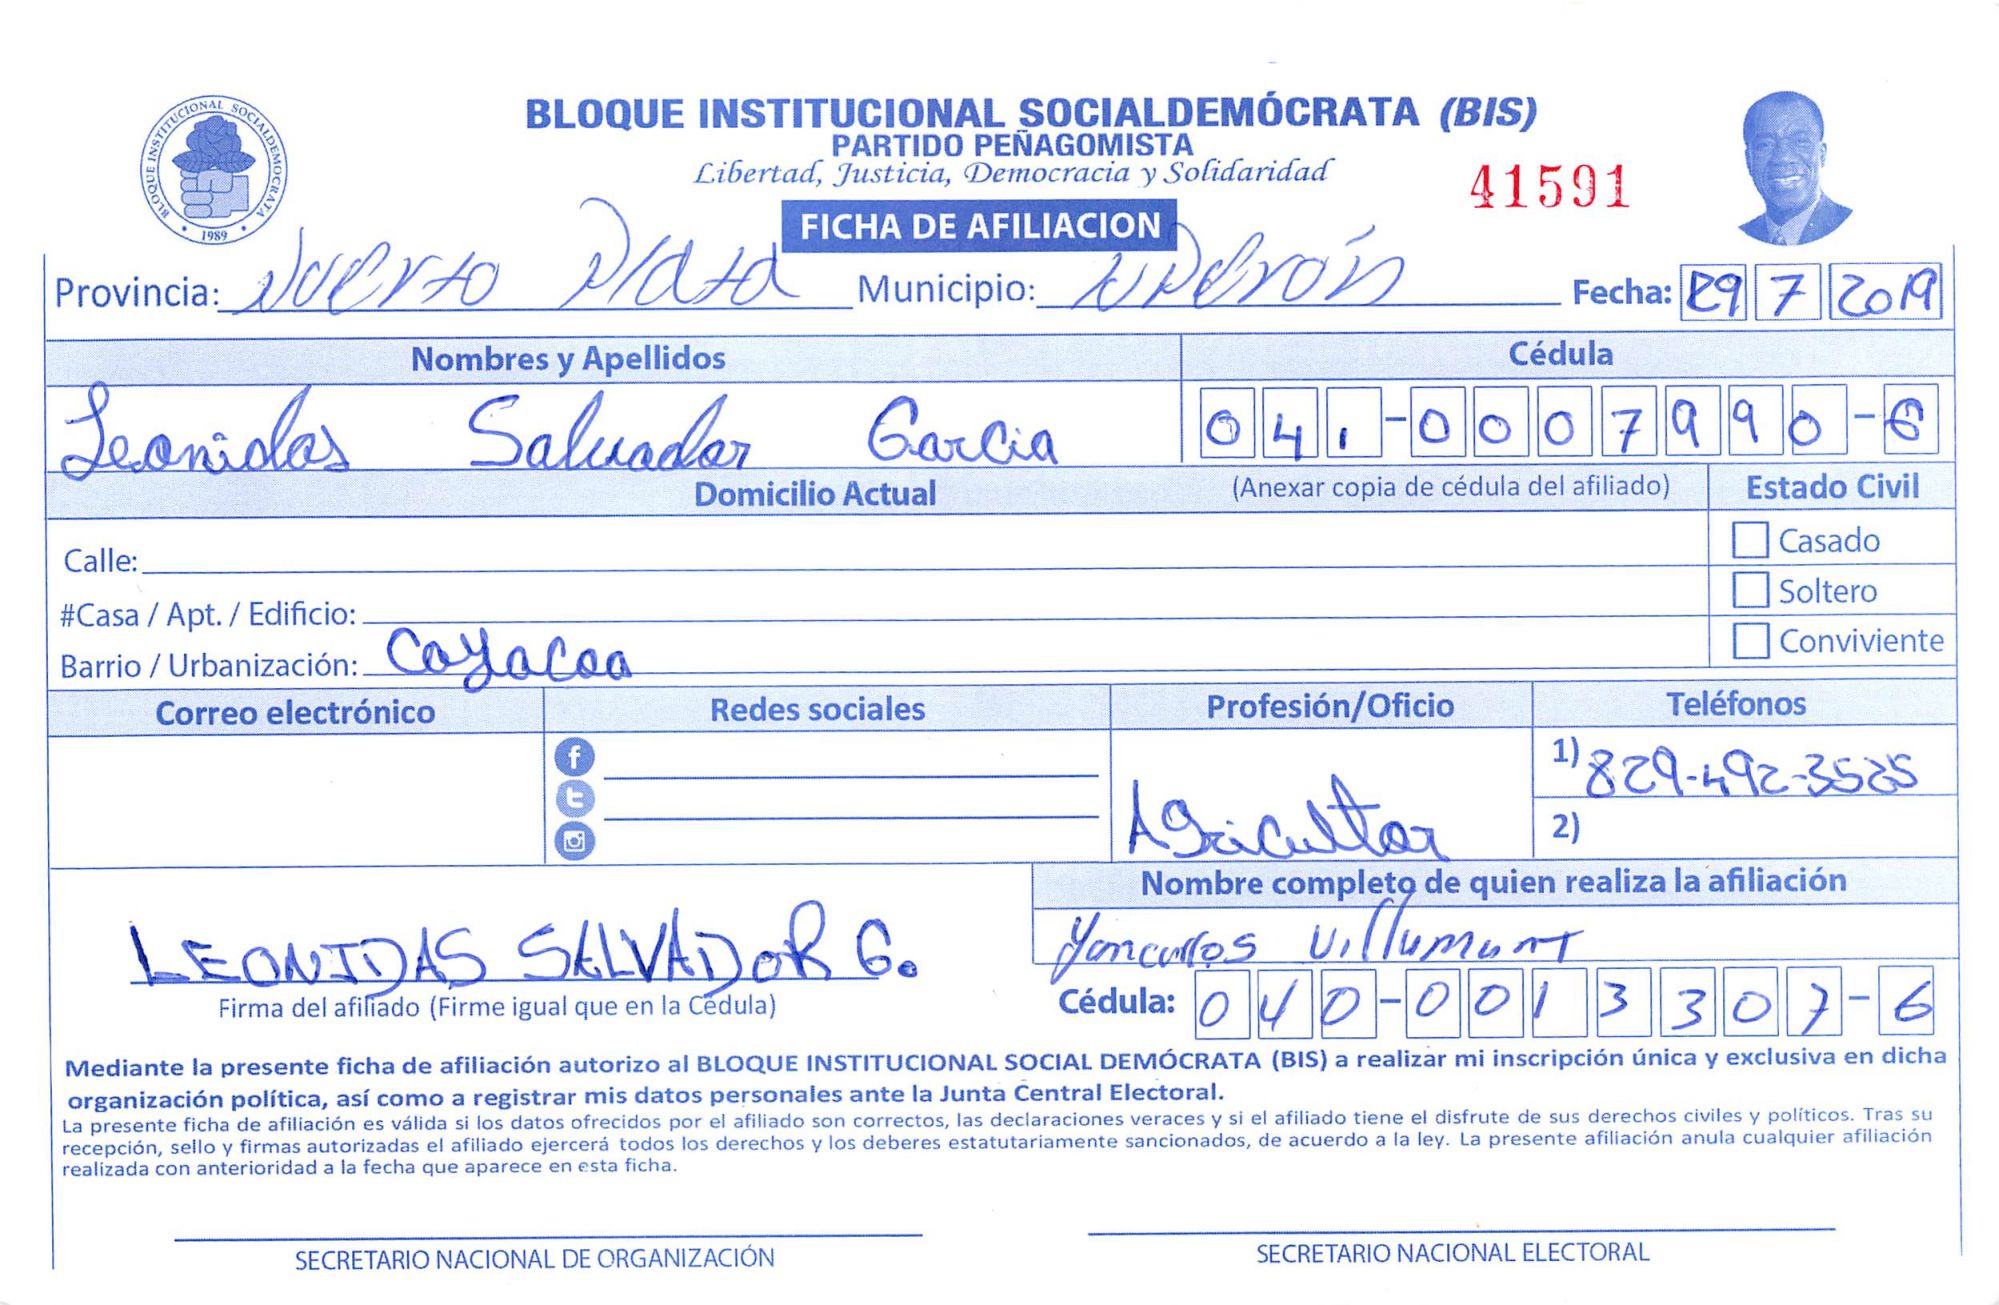 BLOQUE INSTITUCIONAL SOCIALDEMÓCRATA (BIS)
PARTIDO PEÑAGOMISTA
Libertad, Justicia, Democracia y Solidaridad
41591
BLOQUE INSTITUCIONAL SOCIALDEMOCRATA
1989
FICHA DE AFILIACION
Provincia: Puerto Plata Municipio: Fecha: 29 7 2019
Nombres y Apellidos Cédula
Leonidas Salvador Garcia 041-0007990-6
Domicilio Actual (Anexar copia de cédula del afiliado) Estado Civil
Casado
Calle:
Soltero
#Casa / Apt. / Edificio:
Conviviente
Barrio / Urbanización: Coyacoa
Correo electrónico Redes sociales Profesión/Oficio Teléfonos
1) 829-492-3525
Agricultor
2)
Nombre completo de quien realiza la afiliación
Yancarlos
LEONIDAS SALVADOR G.
Firma del afiliado (Firme igual que en la Cédula) Cédula: 040-0013307-6
Mediante la presente ficha de afiliación autorizo al BLOQUE INSTITUCIONAL SOCIAL DEMÓCRATA (BIS) a realizar mi inscripción única y exclusiva en dicha
organización política, así como a registrar mis datos personales ante la Junta Central Electoral.
La presente ficha de afiliación es válida si los datos ofrecidos por el afiliado son correctos, las declaraciones veraces y si el afiliado tiene el disfrute de sus derechos civiles y políticos. Tras su
recepción, sello y firmas autorizadas el afiliado ejercerá todos los derechos y los deberes estatutariamente sancionados, de acuerdo a la ley. La presente afiliación anula cualquier afiliación
realizada con anterioridad a la fecha que aparece en esta ficha.
SECRETARIO NACIONAL DE ORGANIZACIÓN SECRETARIO NACIONAL ELECTORAL